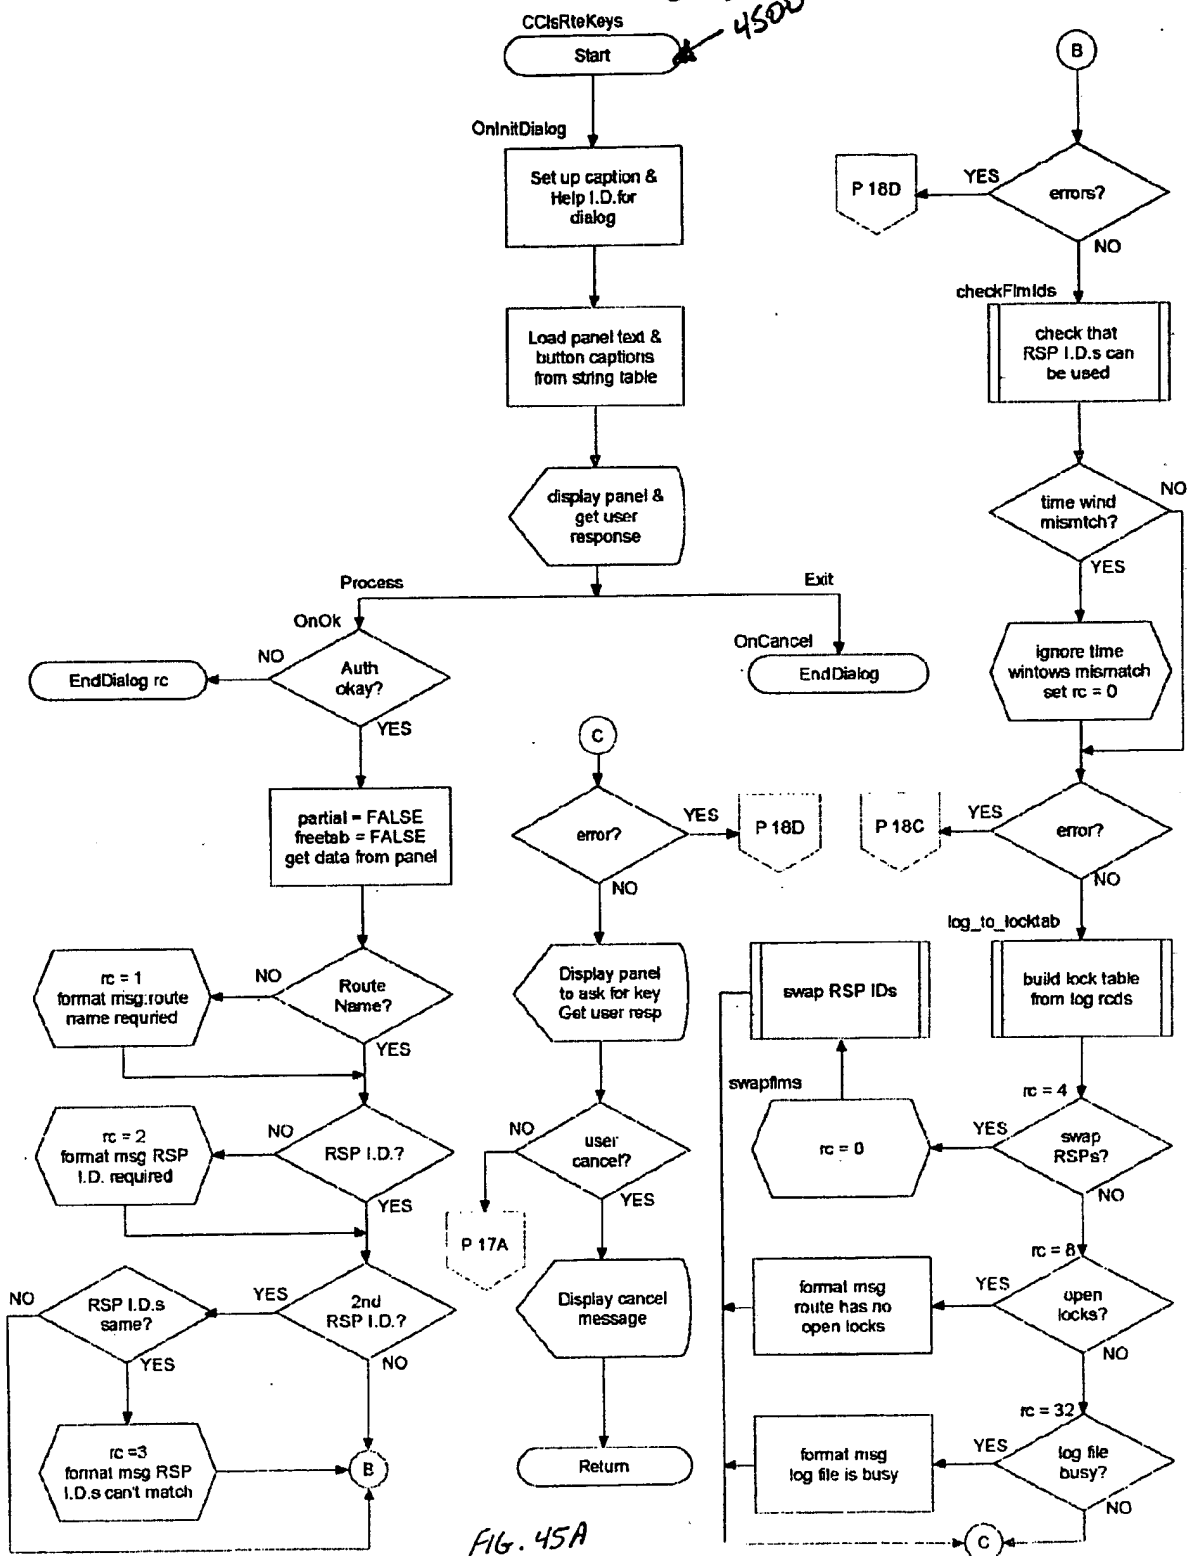 CClsRteKeys
Start
4500
OnInitDialog
Set up caption &
Help I.D.for
dialog
Load panel text &
button captions
from string table
display panel &
get user
response
Process
Exit
OnOk
Auth
okay?
NO
EndDialog rc
YES
OnCancel
EndDialog
partial = FALSE
freetab = FALSE
get data from panel
Route
Name?
NO
rc = 1
format msg:route
name requried
YES
RSP I.D.?
NO
rc = 2
format msg RSP
I.D. required
YES
2nd
RSP I.D.?
YES
RSP I.D.s
same?
NO
YES
NO
rc =3
format msg RSP
I.D.s can't match
B
C
error?
YES
P 18D
NO
Display panel
to ask for key
Get user resp
user
cancel?
NO
P 17A
YES
Display cancel
message
Return
B
errors?
YES
P 18D
NO
checkFlmIds
check that
RSP I.D.s can
be used
time wind
mismtch?
NO
YES
ignore time
wintows mismatch
set rc = 0
error?
YES
P 18C
NO
log_to_locktab
build lock table
from log rcds
rc = 4
swap
RSPs?
YES
rc = 0
swapflms
swap RSP IDs
NO
rc = 8
open
locks?
YES
format msg
route has no
open locks
NO
rc = 32
log file
busy?
YES
format msg
log file is busy
NO
C
FIG. 45A